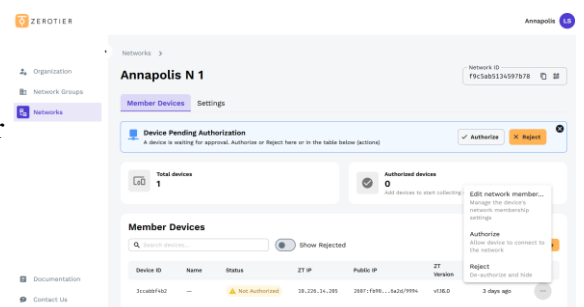 ZEROTIER
Annapolis
LS
Networks >
Organization
Network Groups
Networks
Annapolis N 1
Network ID
f9c5ab5134597b78
Member Devices
Settings
Device Pending Authorization
A device is waiting for approval. Authorize or Reject here or in the table below (actions)
Authorize
Reject
Total devices
1
Authorized devices
0
Add devices to start collecting
Edit network member...
Manage the device's
network membership
settings
Authorize
Allow device to connect to
the network
Reject
De-authorize and hide
Member Devices
Search devices..
Show Rejected
Device ID
Name
Status
ZT IP
Public IP
ZT
Version
3ccabbf4b2
—
Not Authorized
10.226.14.205
v1.16.0
3 days ago
Documentation
Contact Us